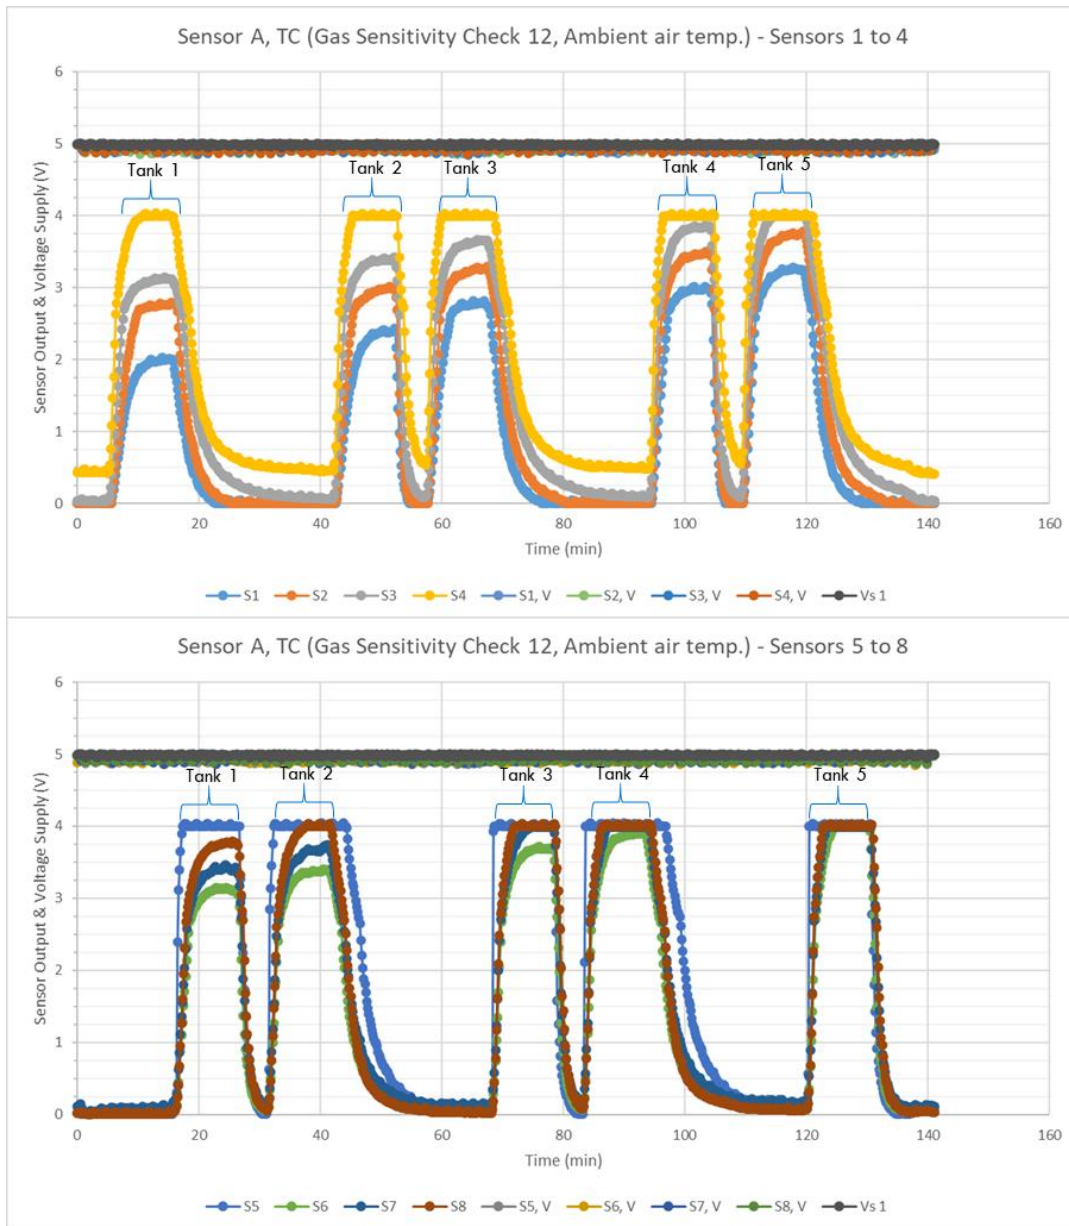 Sensor A, TC (Gas Sensitivity Check 12, Ambient air temp.) - Sensors 1 to 4
Sensor Output & Voltage Supply (V)
6
5
4
3
2
1
0
Tank 1
Tank 2
Tank 3
Tank 4
Tank 5
0 20 40 60 80 100 120 140 160
Time (min)
S1 S2 S3 S4 S1, V S2, V S3, V S4, V Vs 1
Sensor A, TC (Gas Sensitivity Check 12, Ambient air temp.) - Sensors 5 to 8
Sensor Output & Voltage Supply (V)
6
5
4
3
2
1
0
Tank 1
Tank 2
Tank 3
Tank 4
Tank 5
0 20 40 60 80 100 120 140 160
Time (min)
S5 S6 S7 S8 S5, V S6, V S7, V S8, V Vs 1